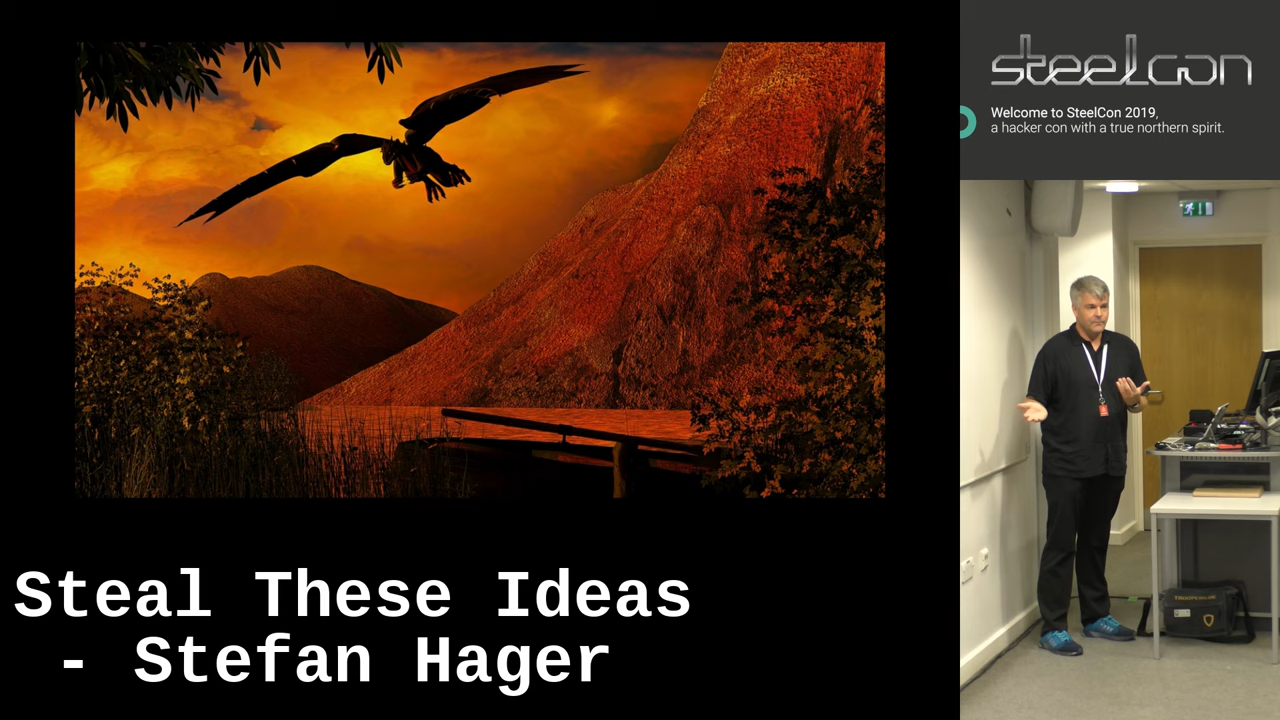 Steal These Ideas
- Stefan Hager
steelcon
Welcome to SteelCon 2019,
a hacker con with a true northern spirit.